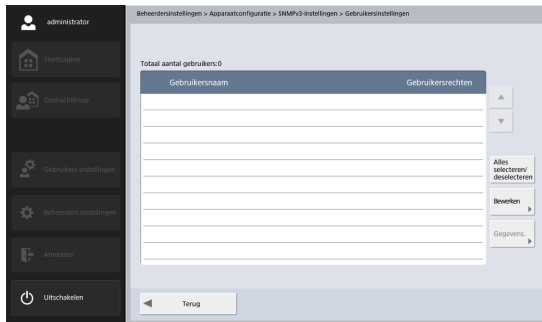 administrator
Startpagina
Opdrachtknop
Gebruikers instellingen
Beheerders instellingen
Afmelden
Uitschakelen
Beheerdersinstellingen > Apparaatconfiguratie > SNMPv3-instellingen > Gebruikersinstellingen
Totaal aantal gebruikers:0
Gebruikersnaam Gebruikersrechten
Alles
selecteren/
deselecteren
Bewerken
Gegevens.
Terug